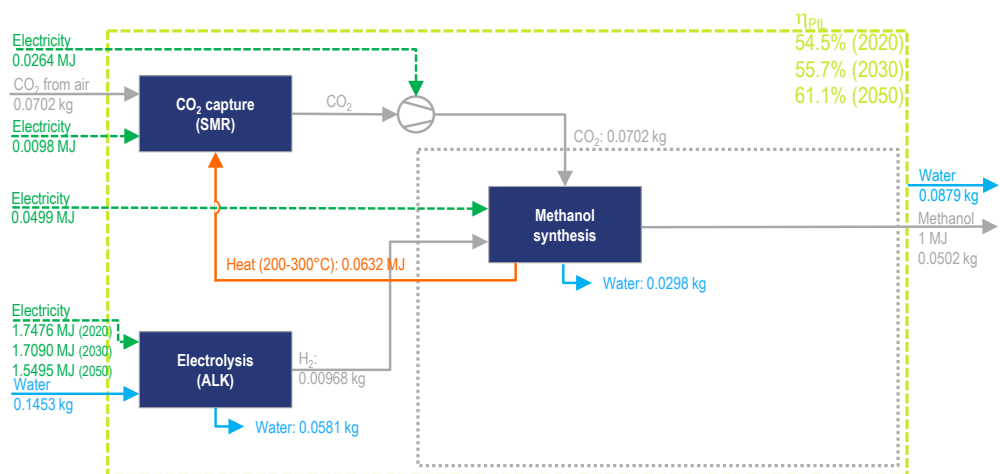 η PtL
54.5% (2020)
55.7% (2030)
61.1% (2050)
Electricity
0.0264 MJ
CO₂ from air
0.0702 kg
CO₂ capture
(SMR)
CO₂
Electricity
0.0098 MJ
CO₂: 0.0702 kg
Water
0.0879 kg
Electricity
0.0499 MJ
Methanol
synthesis
Methanol
1 MJ
0.0502 kg
Heat (200-300°C): 0.0632 MJ
Water: 0.0298 kg
Electricity
1.7476 MJ (2020)
1.7090 MJ (2030)
1.5495 MJ (2050)
Electrolysis
(ALK)
H₂:
0.00968 kg
Water
0.1453 kg
Water: 0.0581 kg